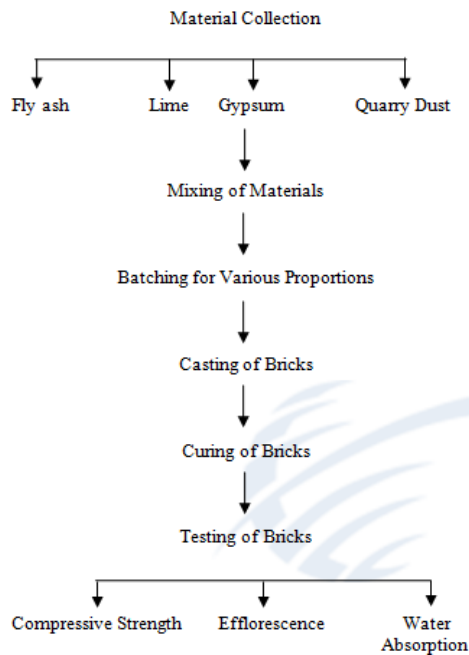 Material Collection
Fly ash Lime Gypsum Quarry Dust
Mixing of Materials
Batching for Various Proportions
Casting of Bricks
Curing of Bricks
Testing of Bricks
Compressive Strength Efflorescence Water
Absorption